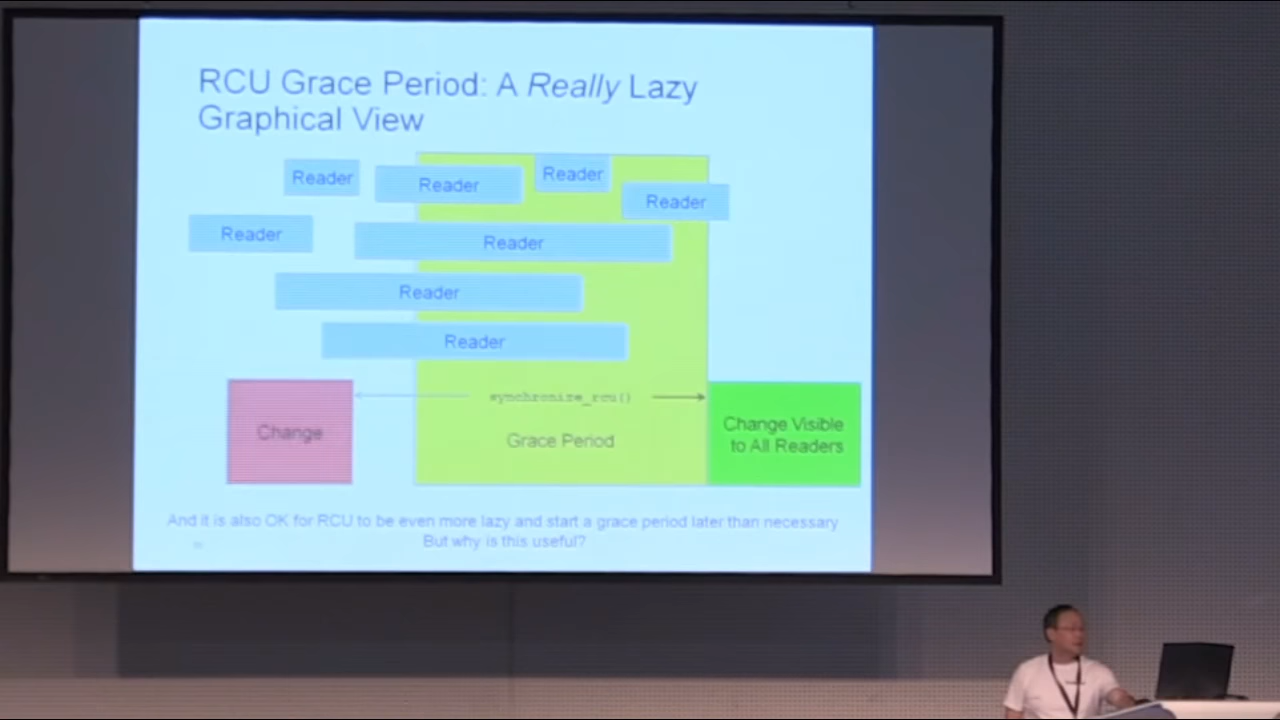 RCU Grace Period: A Really Lazy
Graphical View
Reader
Reader
Reader
Reader
Reader
Reader
Reader
Reader
Change
synchronize_rcu()
Grace Period
Change Visible
to All Readers
And it is also OK for RCU to be even more lazy and start a grace period later than necessary
But why is this useful?